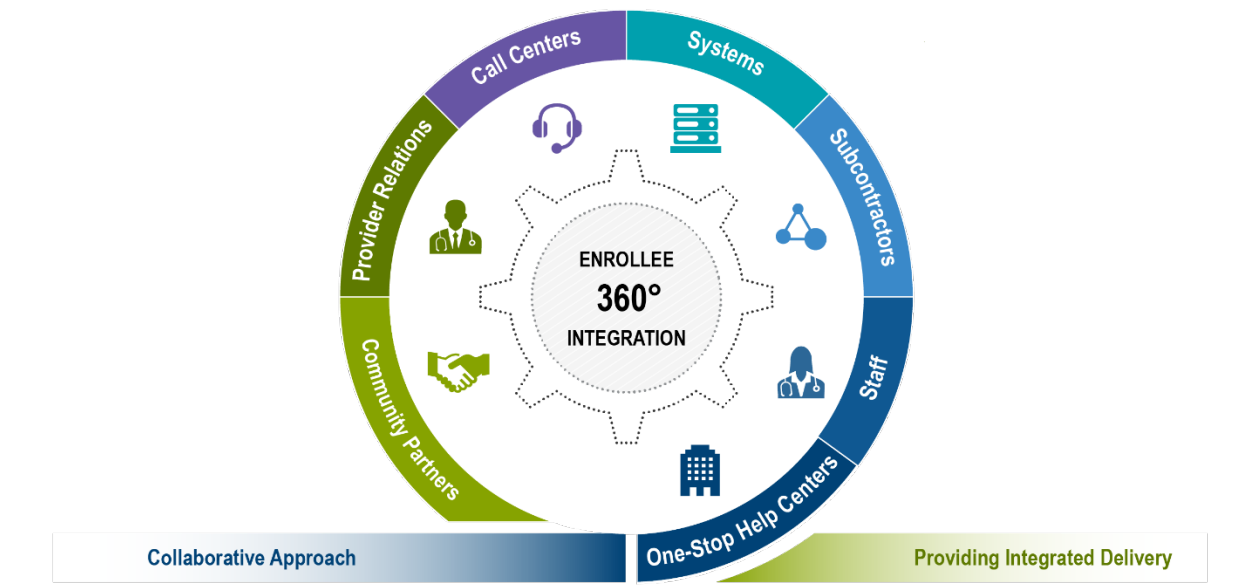 Call Centers
Systems
Subcontractors
Staff
One-Stop Help Centers
Community Partners
Provider Relations
ENROLLEE
360°
INTEGRATION
Collaborative Approach
Providing Integrated Delivery